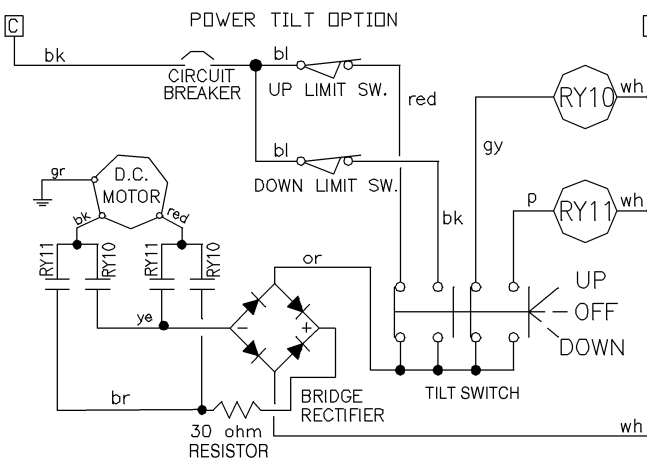 POWER TILT OPTION
C
bk
bl
CIRCUIT
BREAKER
UP LIMIT SW.
red
RY10
wh
gy
bl
DOWN LIMIT SW.
gr
D.C.
MOTOR
bk
red
bk
p
RY11
wh
RY11
RY10
RY11
RY10
or
UP
OFF
DOWN
ye
−
+
TILT SWITCH
br
BRIDGE
RECTIFIER
30 ohm
RESISTOR
wh